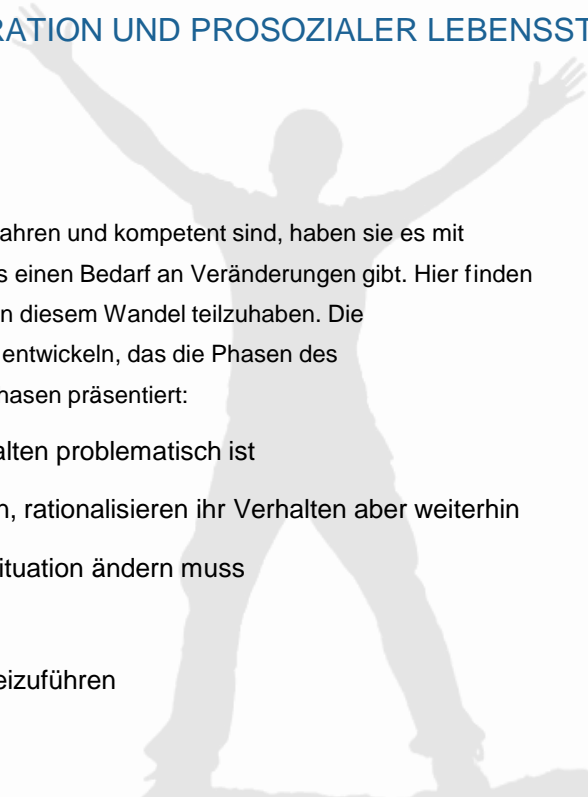 RATION UND PROSOZIALER LEBENSST
ahren und kompetent sind, haben sie es mit
s einen Bedarf an Veränderungen gibt. Hier finden
n diesem Wandel teilzuhaben. Die
entwickeln, das die Phasen des
hasen präsentiert:
alten problematisch ist
n, rationalisieren ihr Verhalten aber weiterhin
ituation ändern muss
eizuführen